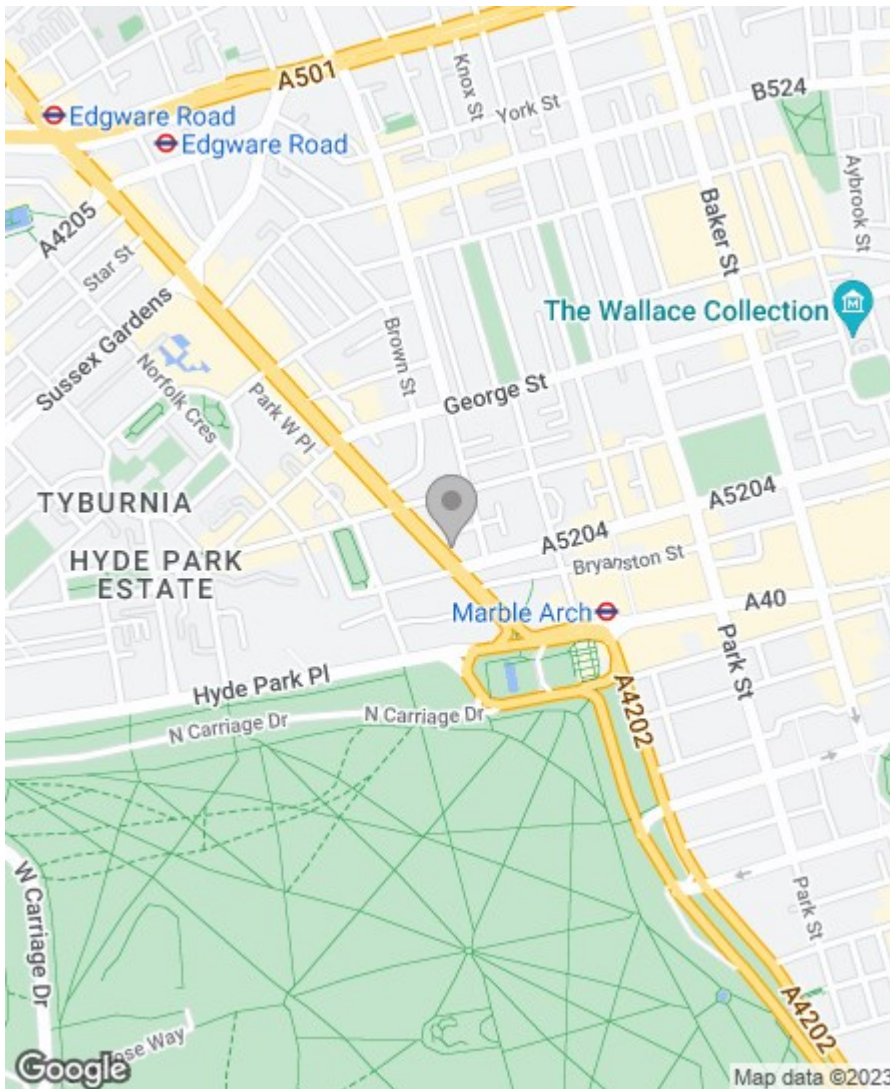 A501
Knox St
York St
B524
Edgware Road
Edgware Road
A4205
Star St
Baker St
Aybrook St
Sussex Gardens
The Wallace Collection
Norfolk Cres
Brown St
Park W Pl
George St
TYBURNIA
A5204
HYDE PARK
ESTATE
A5204
Bryanston St
Marble Arch
A40
Hyde Park Pl
Park St
N Carriage Dr
N Carriage Dr
A4202
W Carriage Dr
Park St
A4202
ose Way
Google
Map data ©2023